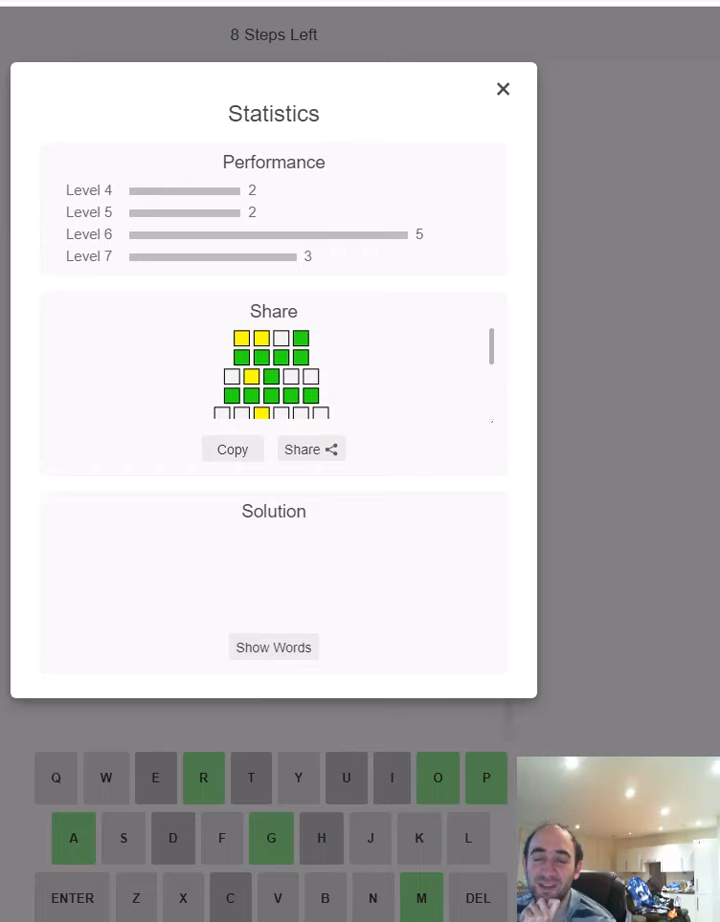 8 Steps Left
Statistics
Performance
Level 4 2
Level 5 2
Level 6 5
Level 7 3
Share
Copy Share
Solution
Show Words
Q W E R T Y U I O P
A S D F G H J K L
ENTER Z X C V B N M DEL